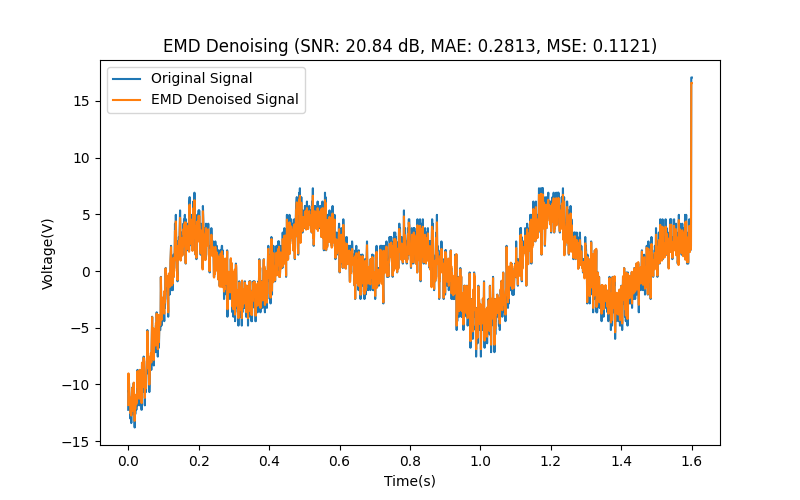 EMD Denoising (SNR: 20.84 dB, MAE: 0.2813, MSE: 0.1121)
Original Signal
EMD Denoised Signal
15
10
5
0
−5
−10
−15
Voltage(V)
0.0 0.2 0.4 0.6 0.8 1.0 1.2 1.4 1.6
Time(s)